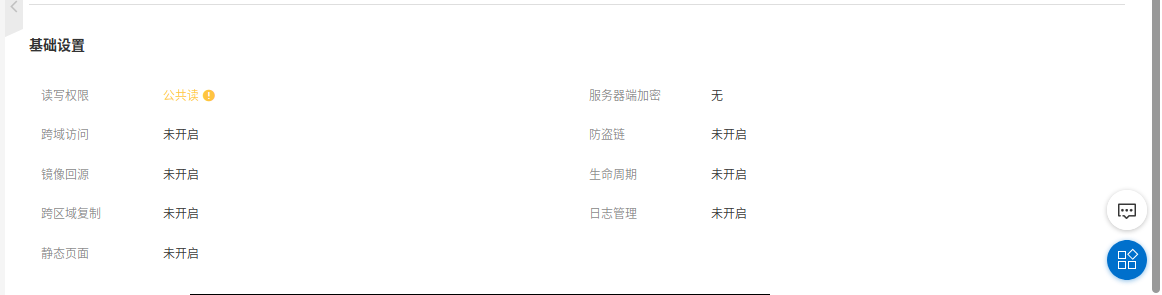 基础设置
读写权限 公共读 服务器端加密 无
跨域访问 未开启 防盗链 未开启
镜像回源 未开启 生命周期 未开启
跨区域复制 未开启 日志管理 未开启
静态页面 未开启